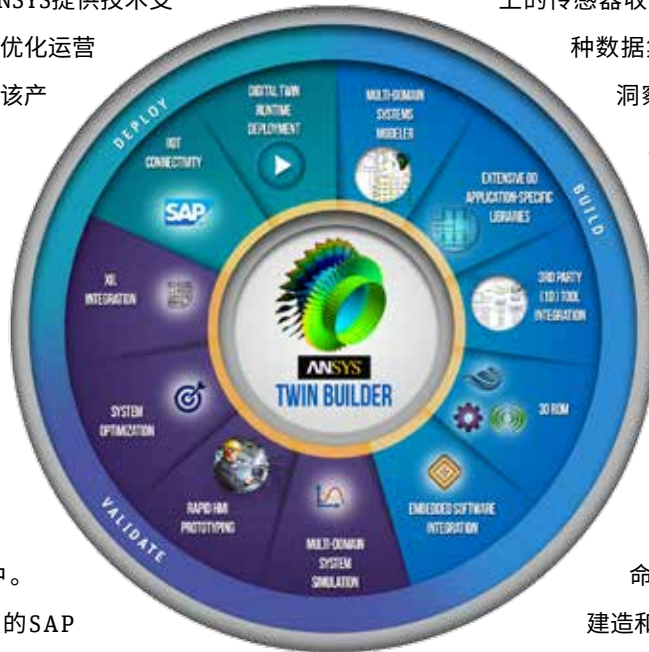 NSYS提供技术支
优化运营
该产
上的传感器收
种数据集
洞察
DEPLOY
BUILD
VALIDATE
DIGITAL TWIN
RUNTIME
DEPLOYMENT
MULTI-DOMAIN
SYSTEMS
MODELER
EXTENSIVE 0D
APPLICATION-SPECIFIC
LIBRARIES
3RD PARTY
(1D) TOOL
INTEGRATION
3D ROM
EMBEDDED SOFTWARE
INTEGRATION
MULTI-DOMAIN
SYSTEM
SIMULATION
RAPID HMI
PROTOTYPING
SYSTEM
OPTIMIZATION
XIL
INTEGRATION
IIOT
CONNECTIVITY
SAP
ANSYS
TWIN BUILDER
中。
的SAP
命
建造和